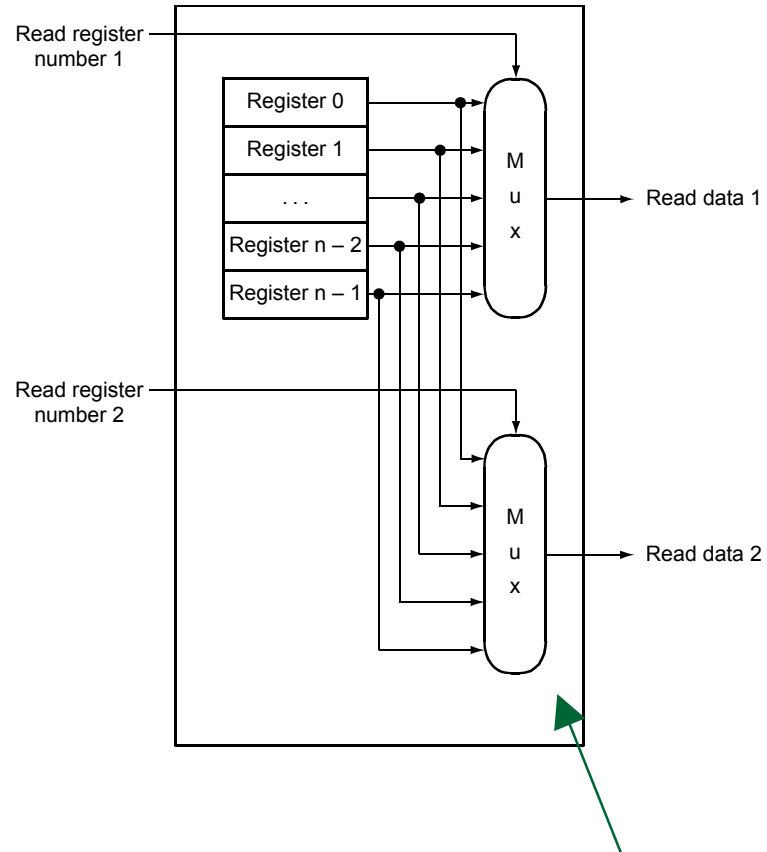 Read register
number 1
Register 0
Register 1
. . .
Register n – 2
Register n – 1
M
u
x
Read data 1
Read register
number 2
M
u
x
Read data 2